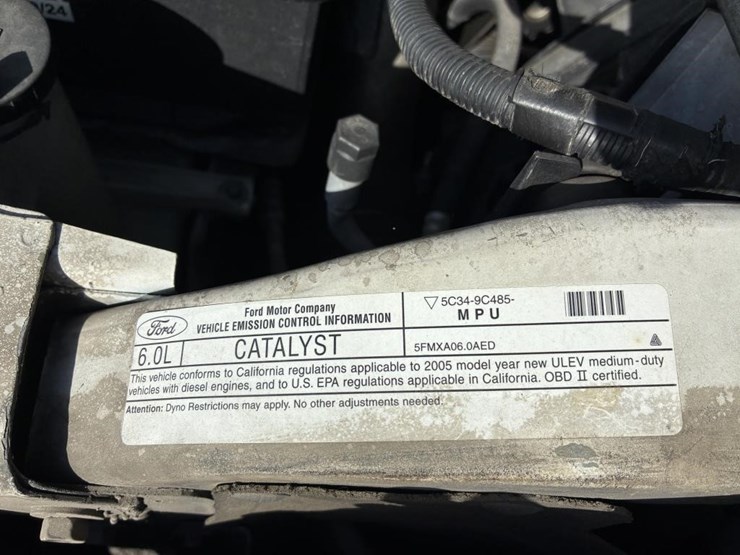 /24
Ford
Ford Motor Company
VEHICLE EMISSION CONTROL INFORMATION
5C34-9C485-
MPU
6.0L
CATALYST
5FMXA06.0AED
This vehicle conforms to California regulations applicable to 2005 model year new ULEV medium-duty
vehicles with diesel engines, and to U.S. EPA regulations applicable in California. OBD II certified.
Attention: Dyno Restrictions may apply. No other adjustments needed.